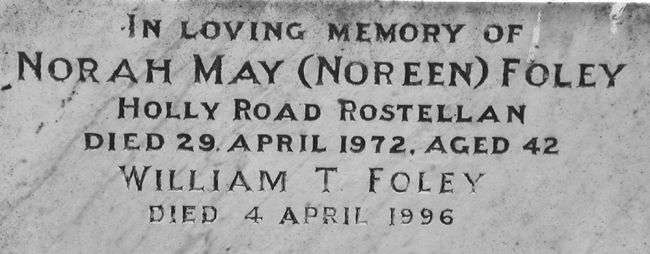 IN LOVING MEMORY OF
NORAH MAY (NOREEN) FOLEY
HOLLY ROAD ROSTELLAN
DIED 29. APRIL 1972, AGED 42
WILLIAM T. FOLEY
DIED 4 APRIL 1996